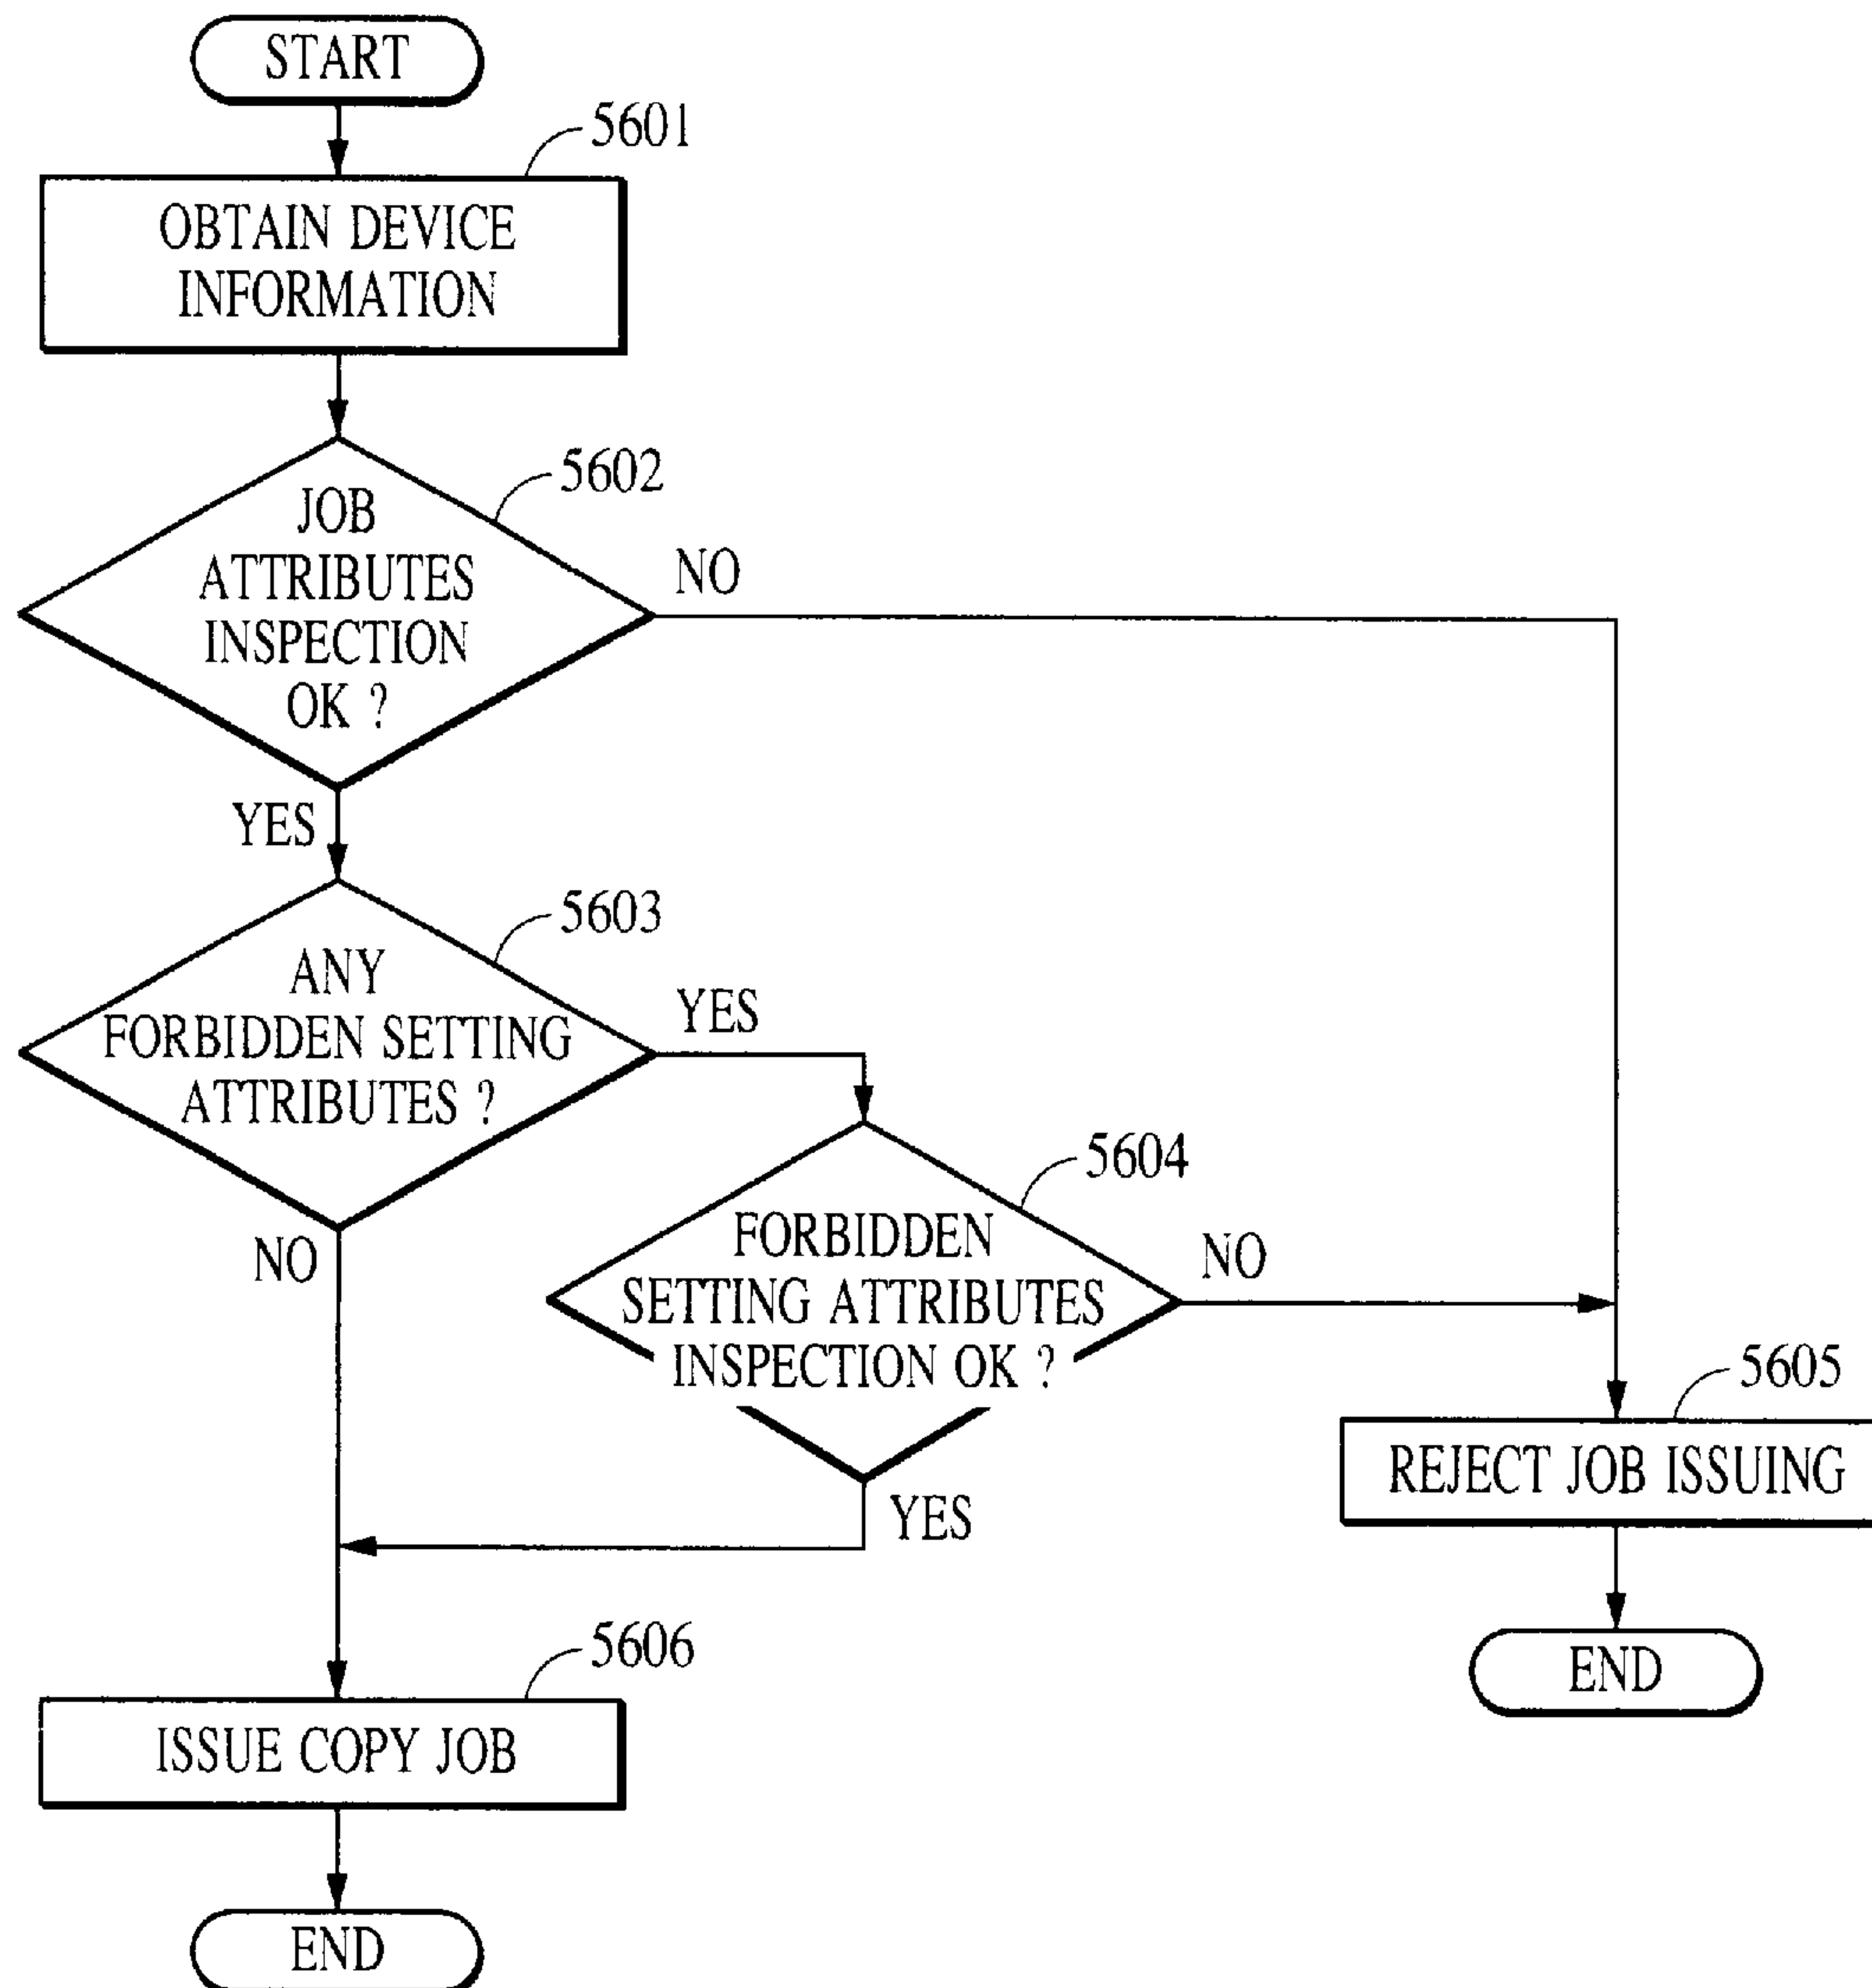 START
5601
OBTAIN DEVICE
INFORMATION
5602
JOB
ATTRIBUTES
INSPECTION
OK ?
NO
YES
5603
ANY
FORBIDDEN SETTING
ATTRIBUTES ?
YES
NO
5604
FORBIDDEN
SETTING ATTRIBUTES
INSPECTION OK ?
NO
YES
5605
REJECT JOB ISSUING
END
5606
ISSUE COPY JOB
END